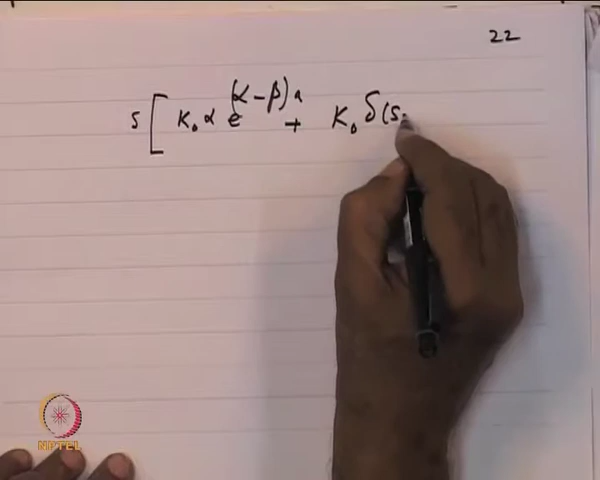 22
s [ K₀ α e^(α-β)a + K₀ δ(s-
NPTEL